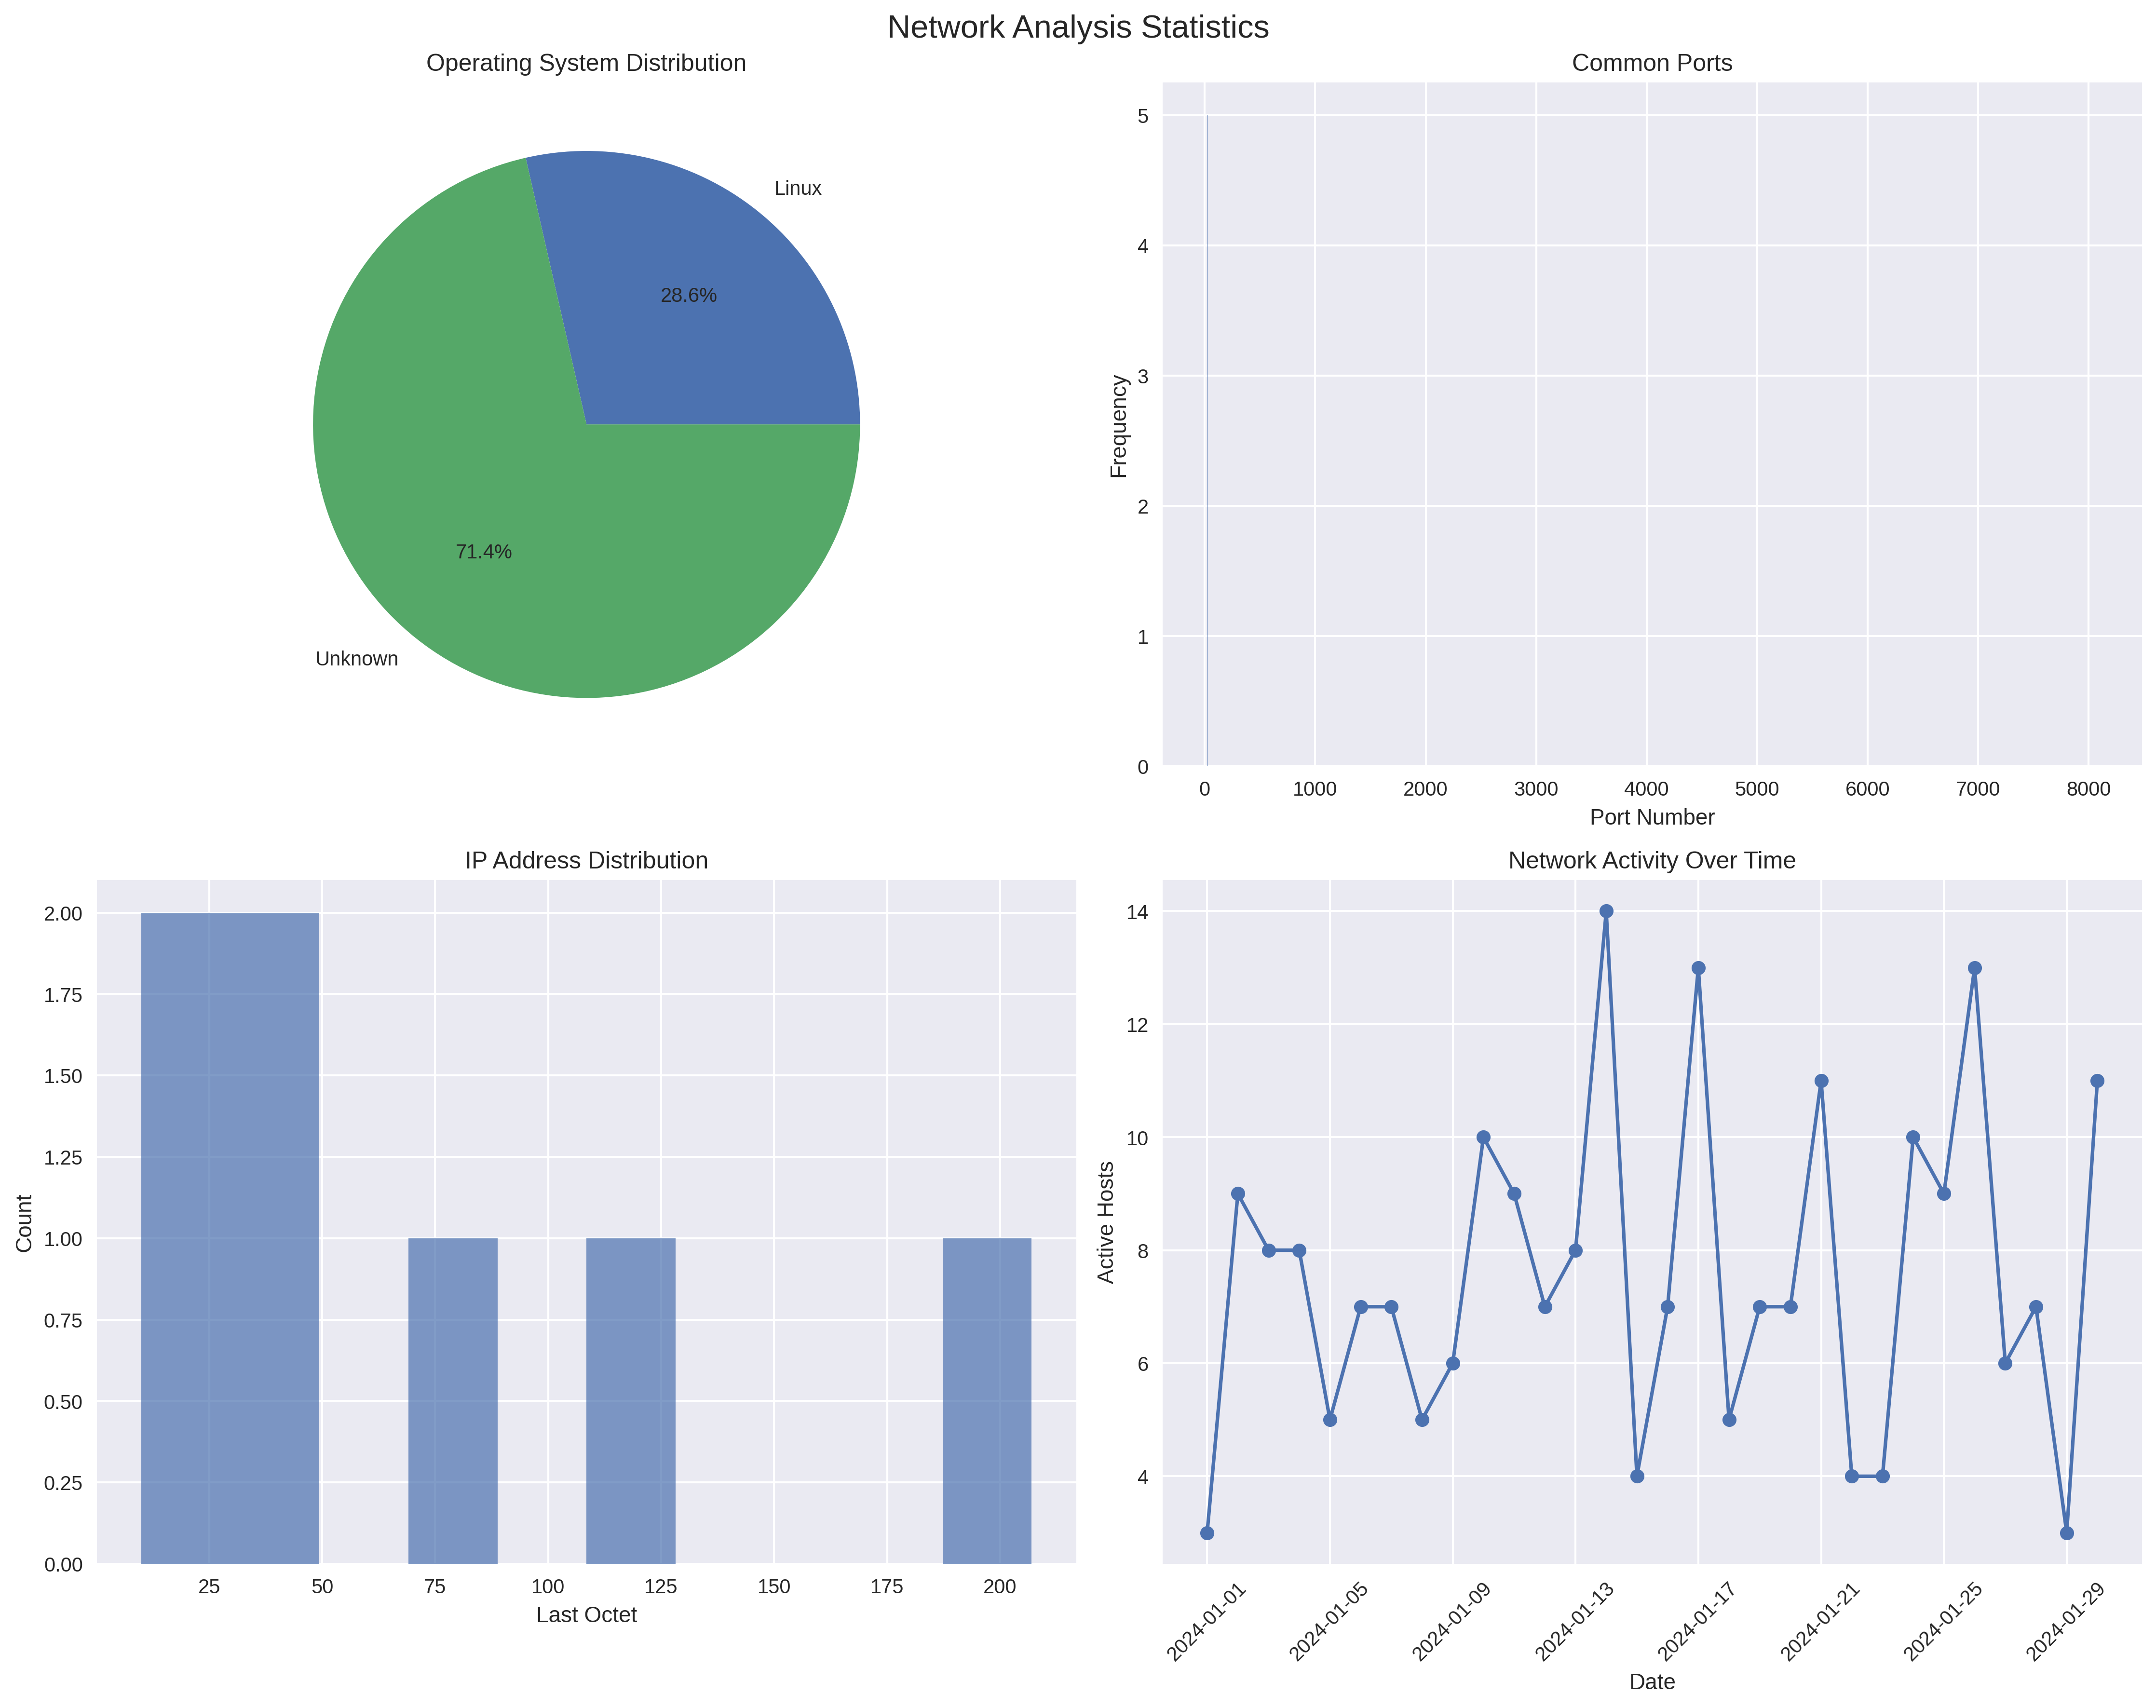 Network Analysis Statistics
Operating System Distribution
Linux
28.6%
71.4%
Unknown
Common Ports
5
4
3
2
1
0
Frequency
0 1000 2000 3000 4000 5000 6000 7000 8000
Port Number
IP Address Distribution
2.00
1.75
1.50
1.25
1.00
0.75
0.50
0.25
0.00
Count
25 50 75 100 125 150 175 200
Last Octet
Network Activity Over Time
14
12
10
8
6
4
Active Hosts
2024-01-01 2024-01-05 2024-01-09 2024-01-13 2024-01-17 2024-01-21 2024-01-25 2024-01-29
Date